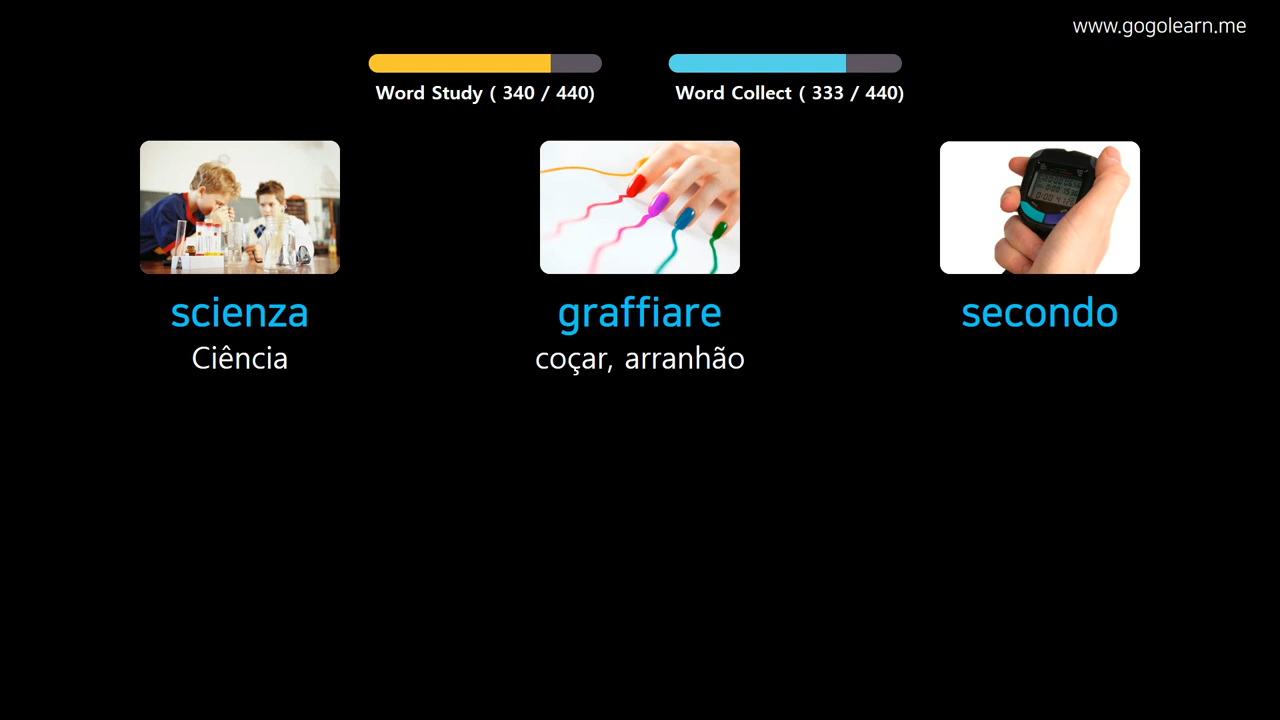 www.gogolearn.me
Word Study ( 340 / 440)
Word Collect ( 333 / 440)
scienza
Ciência
graffiare
coçar, arranhão
secondo